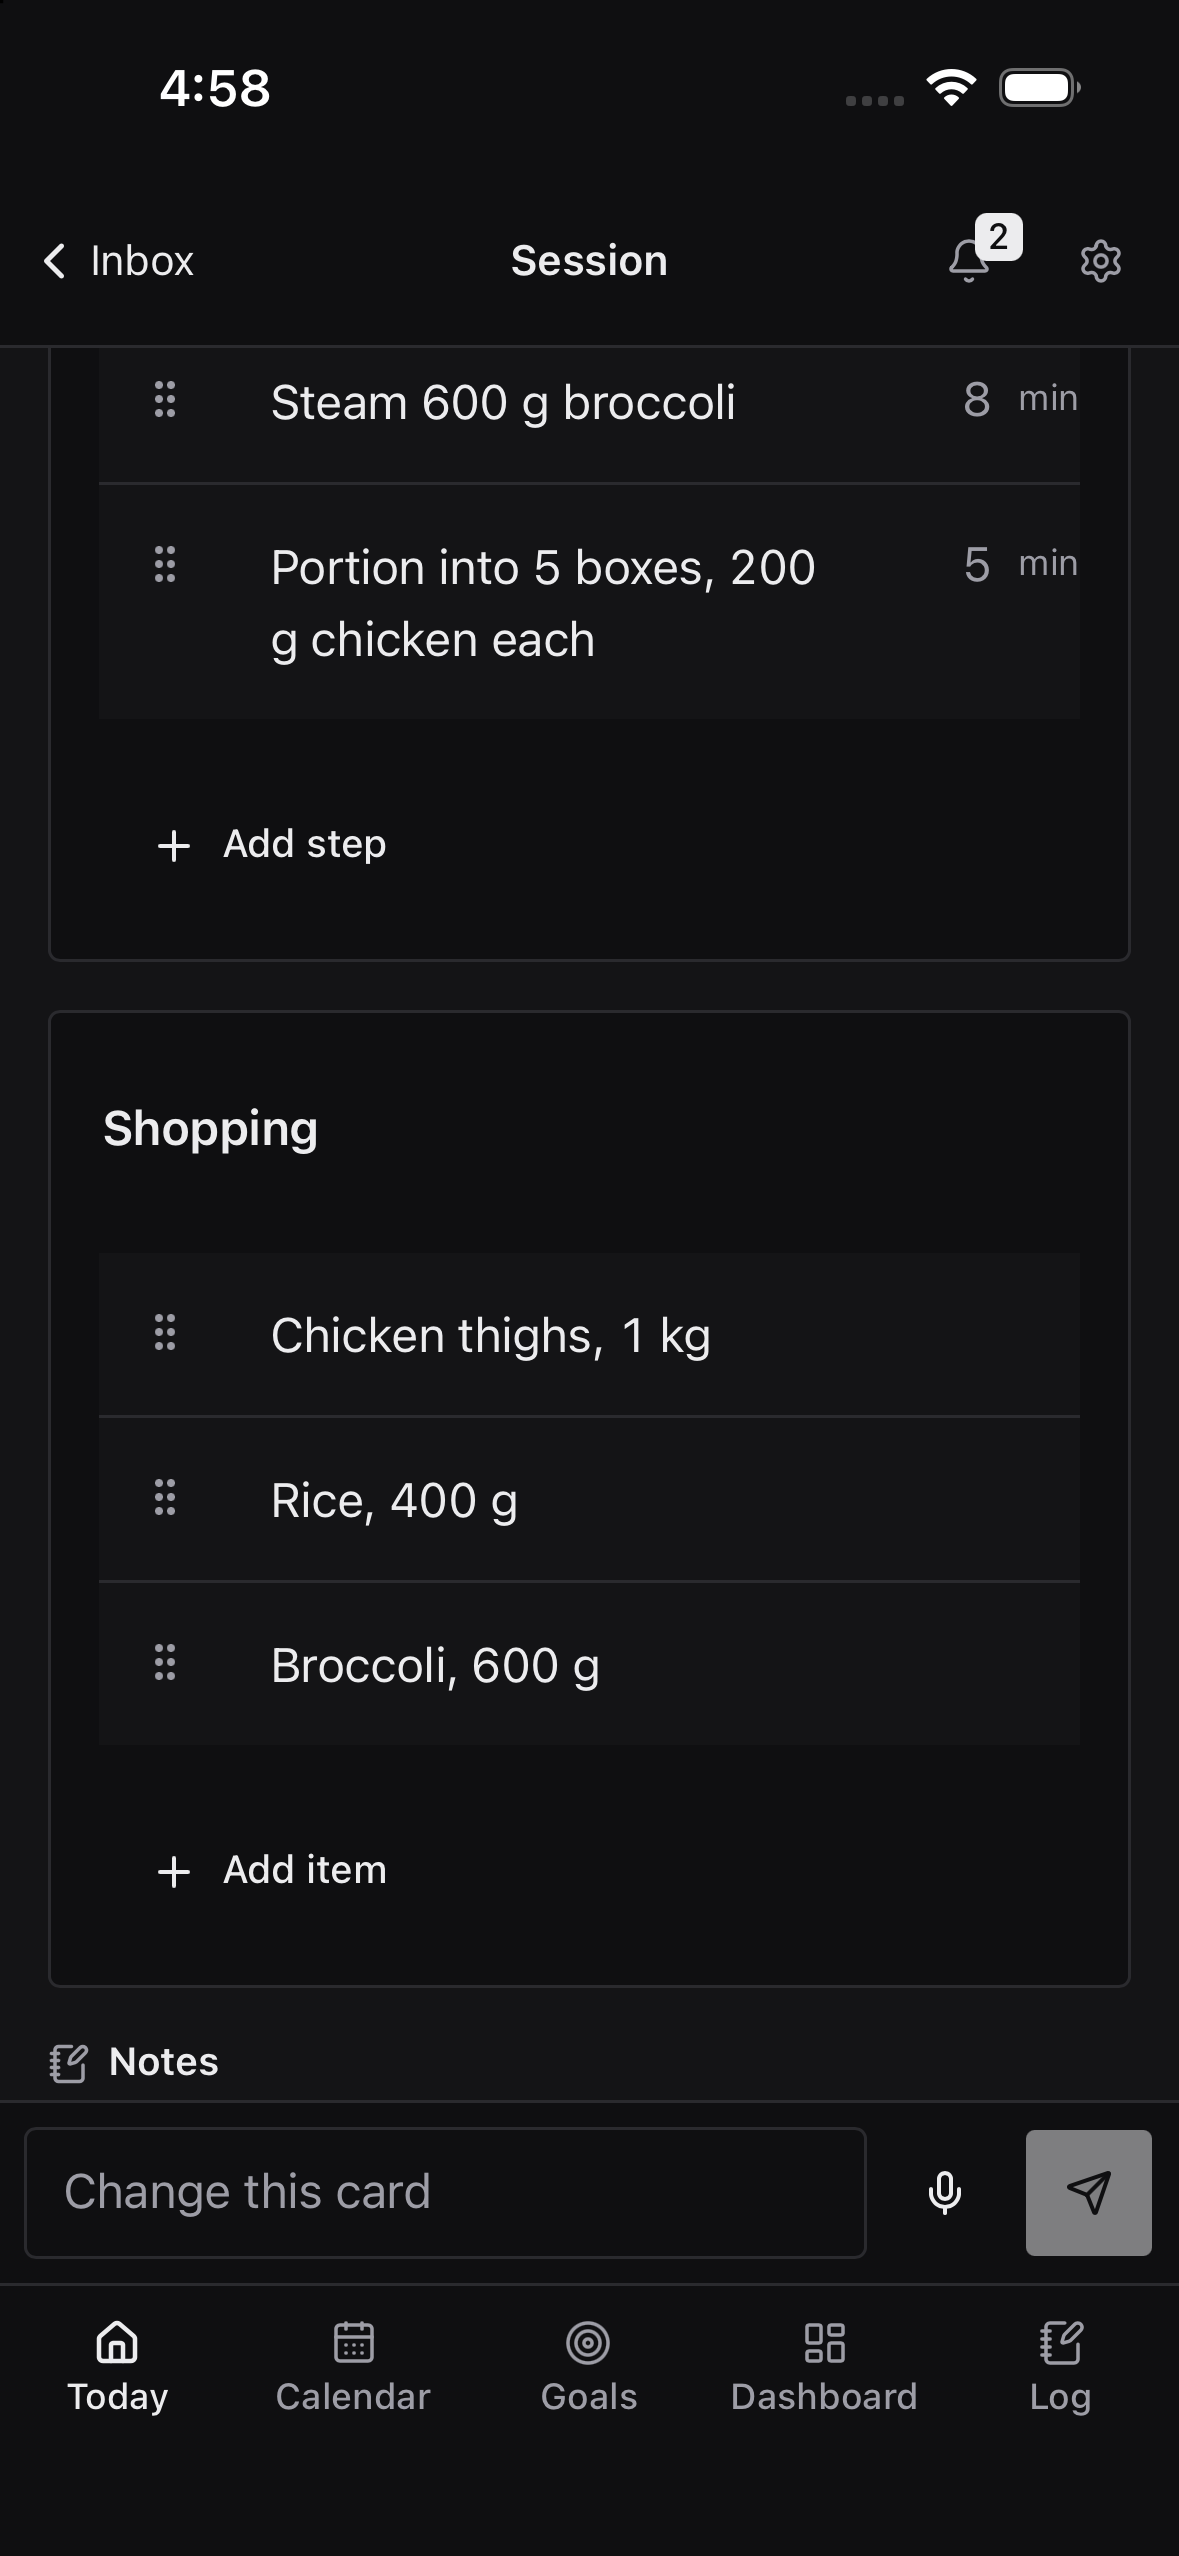 4:58
Inbox
Session
2
Steam 600 g broccoli
8 min
Portion into 5 boxes, 200
g chicken each
5 min
Add step
Shopping
Chicken thighs, 1 kg
Rice, 400 g
Broccoli, 600 g
Add item
Notes
Change this card
Today
Calendar
Goals
Dashboard
Log